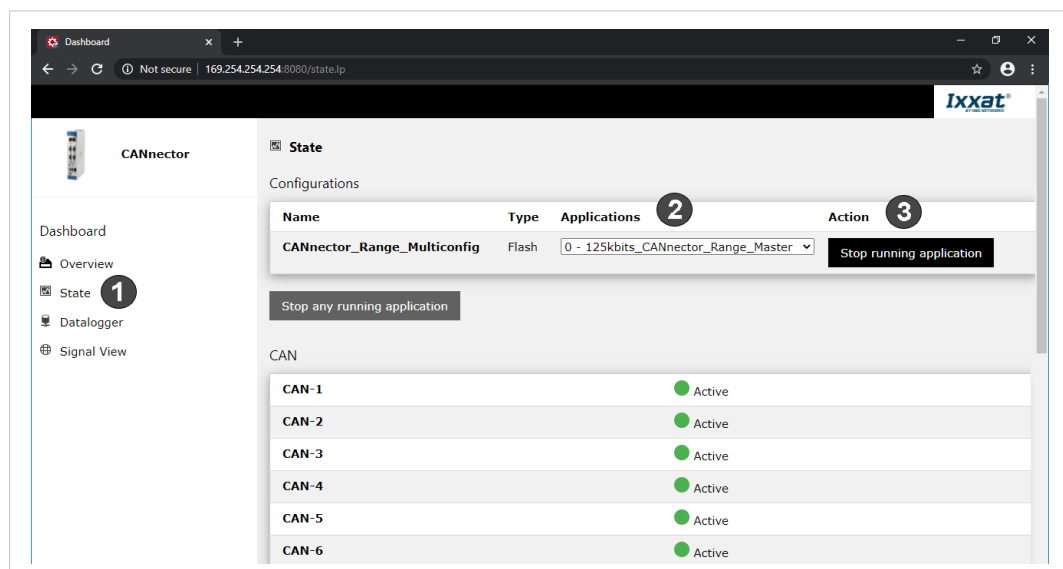 Dashboard
Not secure | 169.254.254.254:8080/state.lp
Ixxat®
BY HMS NETWORKS
CANnector
State
Configurations
Name Type Applications 2 Action 3
CANnector_Range_Multiconfig Flash 0 - 125kbits_CANnector_Range_Master Stop running application
Dashboard
Overview
State 1
Datalogger
Signal View
Stop any running application
CAN
CAN-1 Active
CAN-2 Active
CAN-3 Active
CAN-4 Active
CAN-5 Active
CAN-6 Active